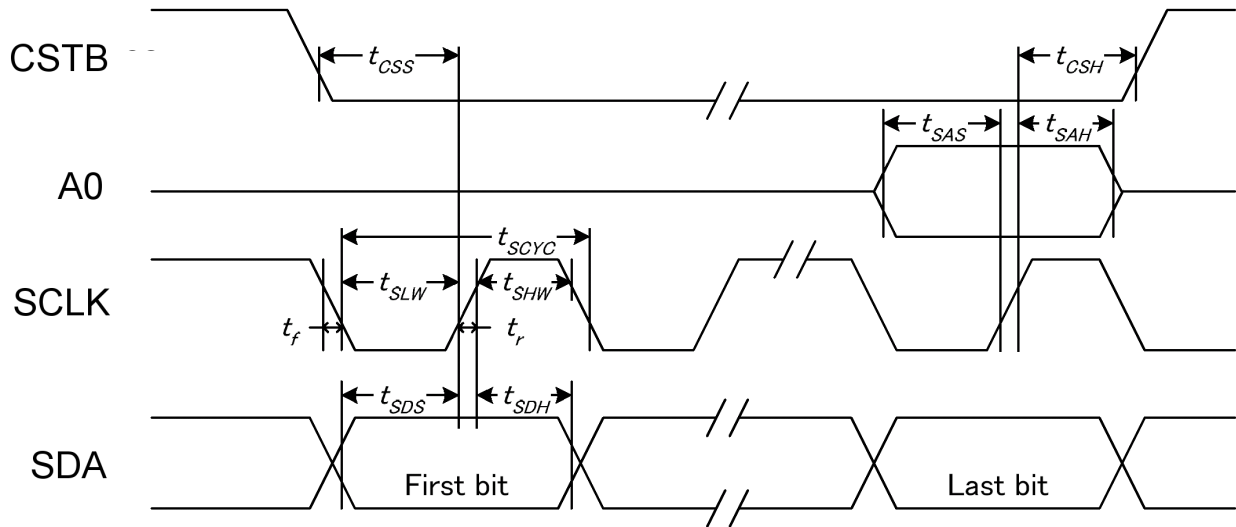 CSTB
tCSS
tCSH
A0
tSAS
tSAH
SCLK
tSCYC
tSLW
tSHW
tf
tr
SDA
tSDS
tSDH
First bit
Last bit